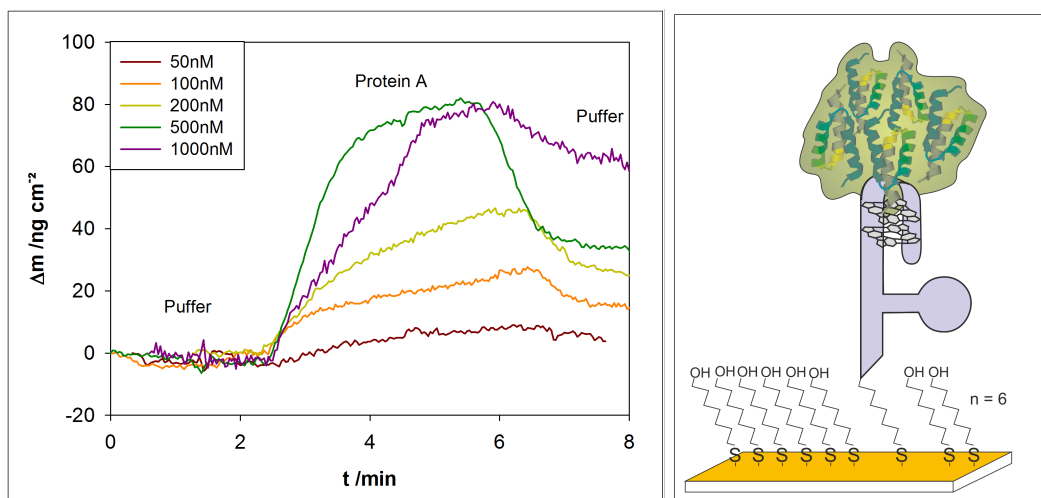 100
80
60
40
20
0
-20
Δm /ng cm⁻²
50nM
100nM
200nM
500nM
1000nM
Protein A
Puffer
Puffer
0
2
4
6
8
t /min
OH OH OH OH OH OH
OH OH
n = 6
S S S S S S S S S